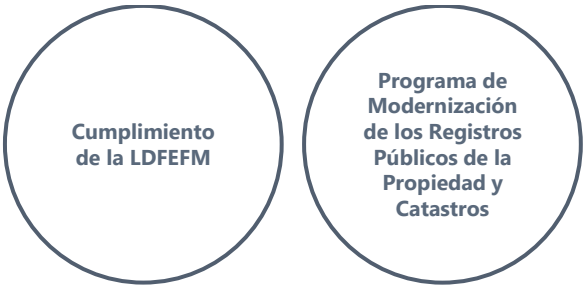 Cumplimiento
de la LDFEFM
Programa de
Modernización
de los Registros
Públicos de la
Propiedad y
Catastros